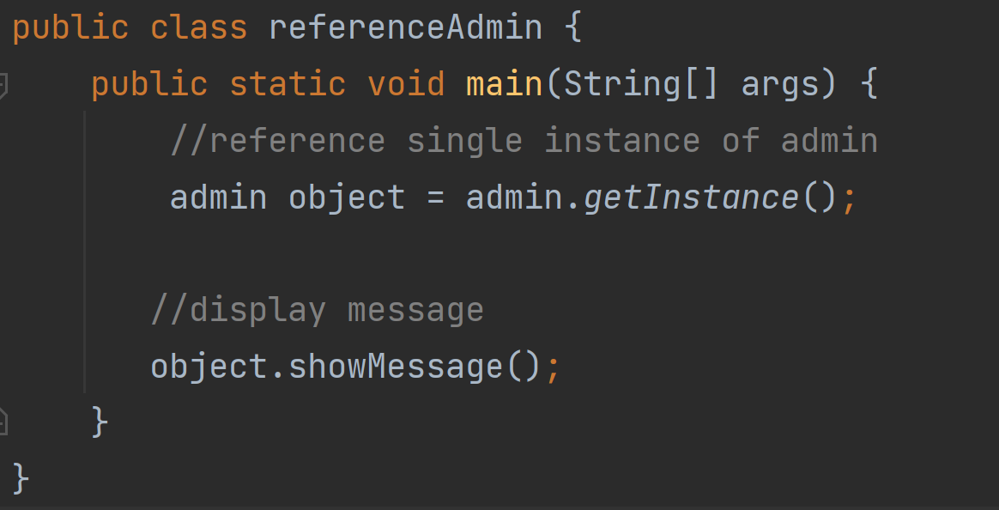 public class referenceAdmin {
    public static void main(String[] args) {
        //reference single instance of admin
        admin object = admin.getInstance();
       //display message
       object.showMessage();
    }
}